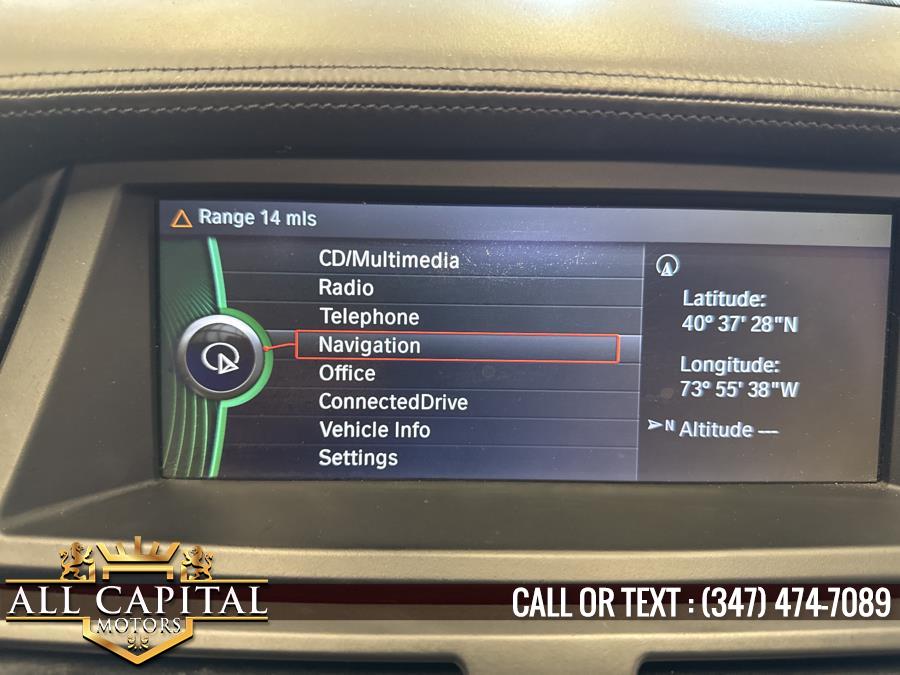 Range 14 mls
CD/Multimedia
Radio
Telephone
Navigation
Office
ConnectedDrive
Vehicle Info
Settings
Latitude:
40° 37' 28"N
Longitude:
73° 55' 38"W
N Altitude ---
ALL CAPITAL
MOTORS
CALL OR TEXT : (347) 474-7089